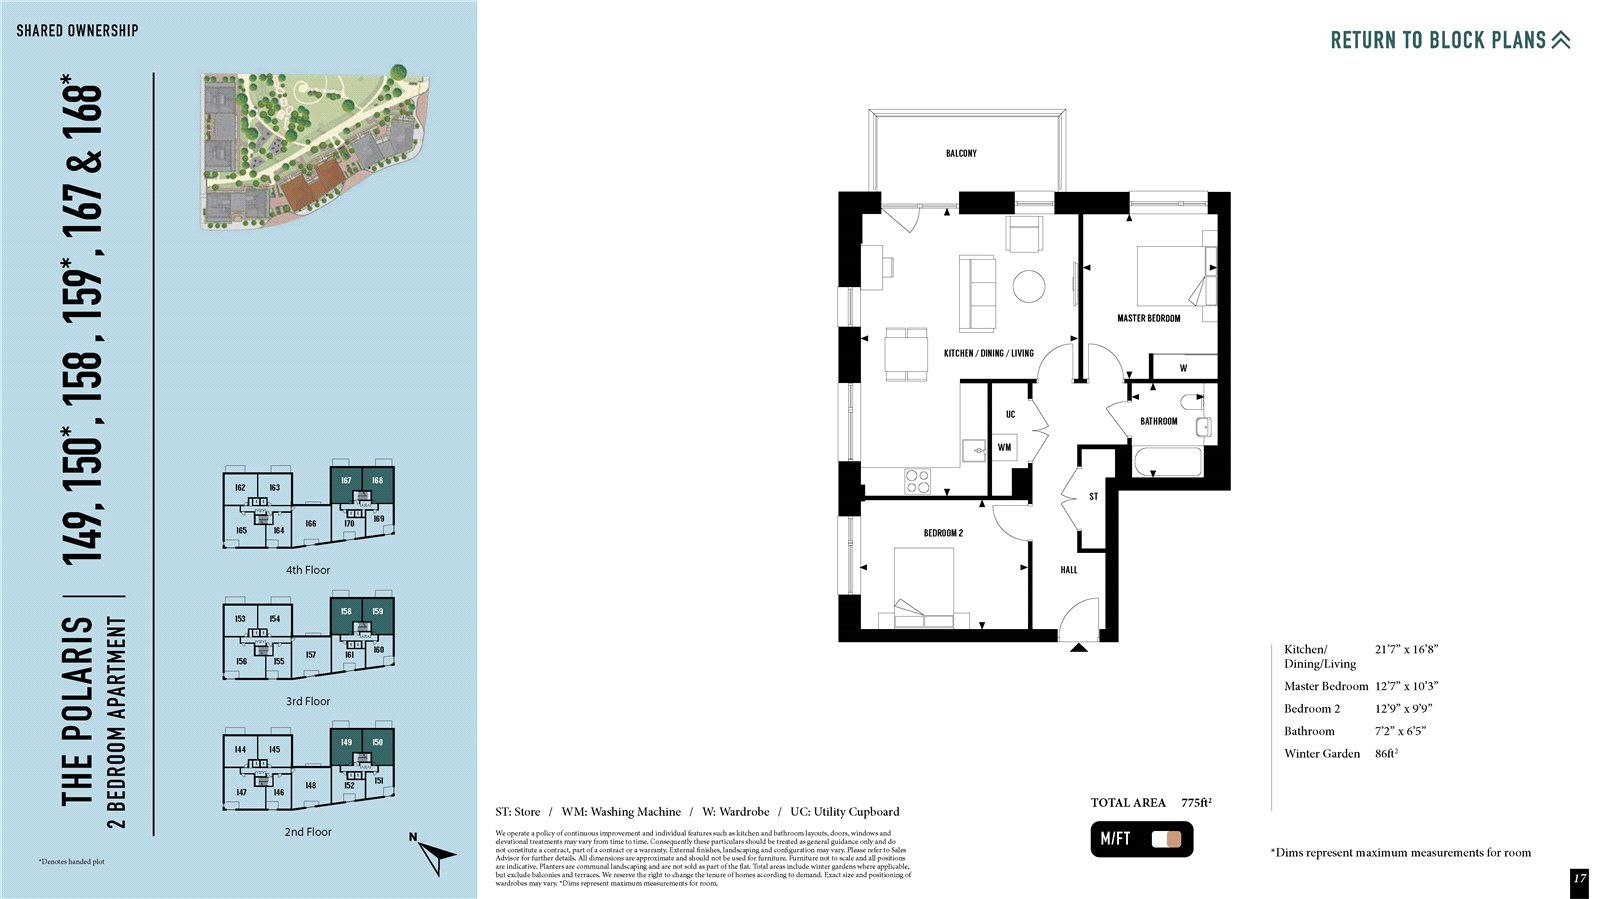 SHARED OWNERSHIP
RETURN TO BLOCK PLANS
THE POLARIS
2 BEDROOM APARTMENT
149, 150*, 158, 159*, 167 & 168*
162 163 167 168
165 164 166 170 169
4th Floor
153 154 158 159
156 155 157 161 160
3rd Floor
144 145 149 150
147 146 148 152 151
2nd Floor
N
*Denotes handed plot
BALCONY
MASTER BEDROOM
KITCHEN / DINING / LIVING
W
UC
BATHROOM
WM
ST
BEDROOM 2
HALL
Kitchen/ 21’7” x 16’8”
Dining/Living
Master Bedroom 12’7” x 10’3”
Bedroom 2 12’9” x 9’9”
Bathroom 7’2” x 6’5”
Winter Garden 86ft²
TOTAL AREA 775ft²
M/FT
ST: Store / WM: Washing Machine / W: Wardrobe / UC: Utility Cupboard
We operate a policy of continuous improvement and individual features such as kitchen and bathroom layouts, doors, windows and
elevational treatments may vary from time to time. Consequently these particulars should be treated as general guidance only and do
not constitute a contract, part of a contract or a warranty. External finishes, landscaping and configuration may vary. Please refer to Sales
Advisor for further details. All dimensions are approximate and should not be used for furniture. Furniture not to scale and all positions
are indicative. Planters are communal landscaping and are not sold as part of the flat. Total areas include winter gardens where applicable,
but exclude balconies and terraces. We reserve the right to change the tenure of homes according to demand. Exact size and positioning of
wardrobes may vary. *Dims represent maximum measurements for room.
*Dims represent maximum measurements for room
17